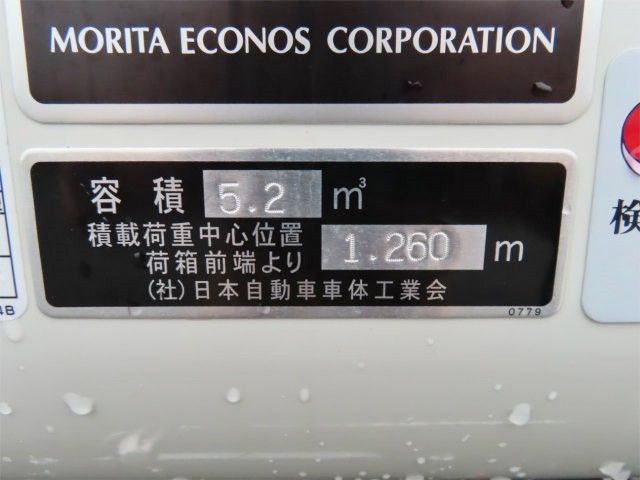 MORITA ECONOS CORPORATION
容積 5.2 m³
積載荷重中心位置
荷箱前端より 1.260 m
(社)日本自動車車体工業会
0779
検
4B